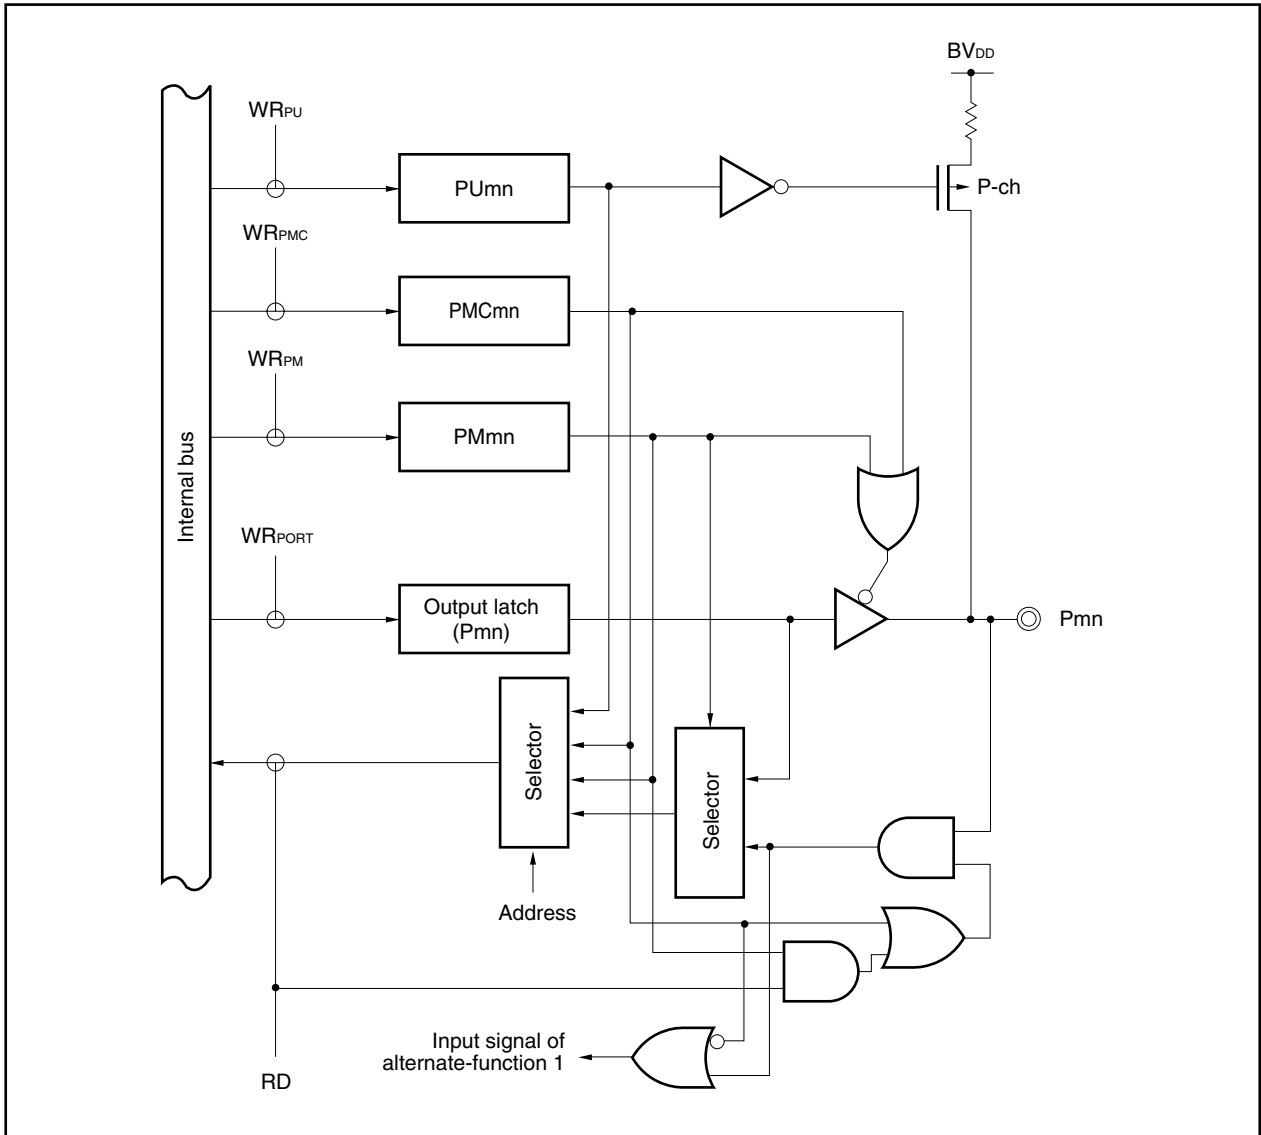 BVDD
WRPU
PUmn
P-ch
WRPMC
PMCmn
WRPM
PMmn
Internal bus
WRPORT
Output latch
(Pmn)
Pmn
Selector
Selector
Address
Input signal of
alternate-function 1
RD